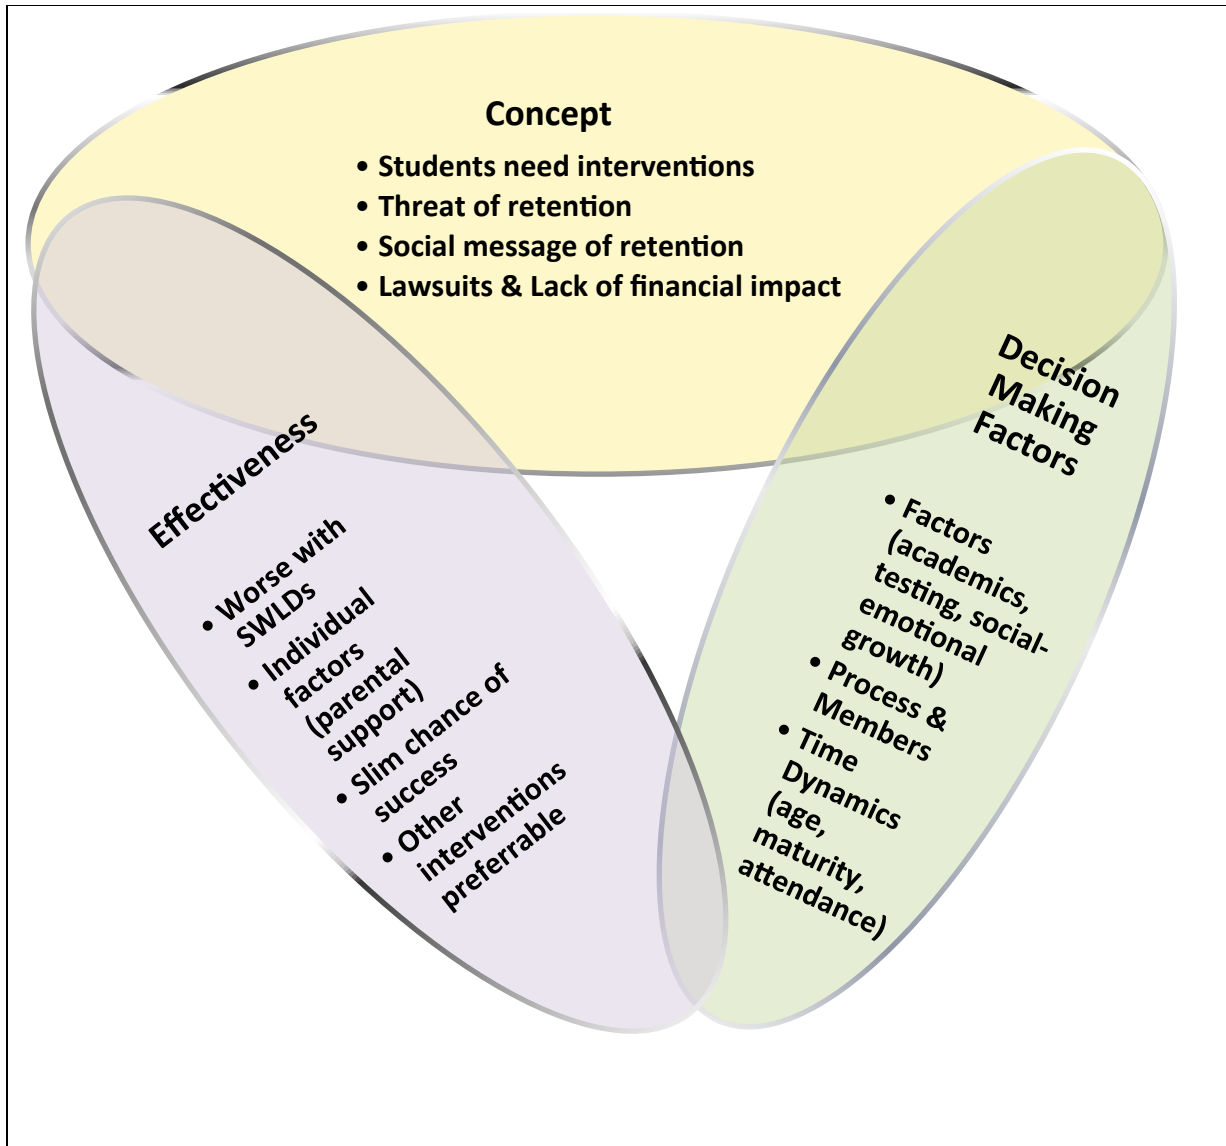 Concept
• Students need interventions
• Threat of retention
• Social message of retention
• Lawsuits & Lack of financial impact
Effectiveness
• Worse with
SWLDs
• Individual
factors
(parental
support)
• Slim chance of
success
• Other
interventions
preferrable
Decision
Making
Factors
• Factors
(academics,
testing, social-
emotional
growth)
• Process &
Members
• Time
Dynamics
(age,
maturity,
attendance)